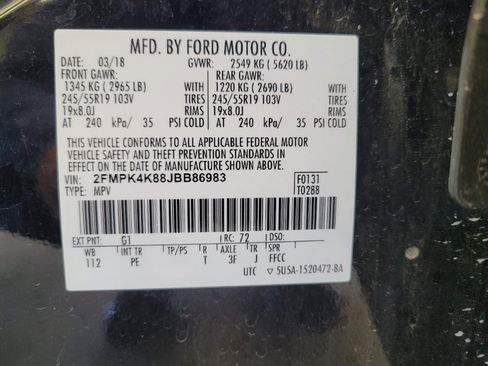 MFD. BY FORD MOTOR CO.
DATE: 03/18 GVWR: 2549 KG ( 5620 LB)
FRONT GAWR: REAR GAWR:
1345 KG ( 2965 LB) WITH 1220 KG ( 2690 LB) WITH
245/55R19 103V TIRES 245/55R19 103V TIRES
19x8.0J RIMS 19x8.0J RIMS
AT 240 kPa/ 35 PSI COLD AT 240 kPa/ 35 PSI COLD
THIS VEHICLE CONFORMS TO ALL APPLICABLE FEDERAL MOTOR
VEHICLE SAFETY AND THEFT PREVENTION STANDARDS IN EFFECT
ON THE DATE OF MANUFACTURE SHOWN ABOVE.
VIN: 2FMPK4K88JBB86983 F0131
TYPE: MPV T0288
EXT PNT: G1 RC: 72 DSO:
WB INT TR TP/PS R AXLE TR SPR
112 PE T 3F J FFCC
UTC ▽ 5U5A-1520472-BA